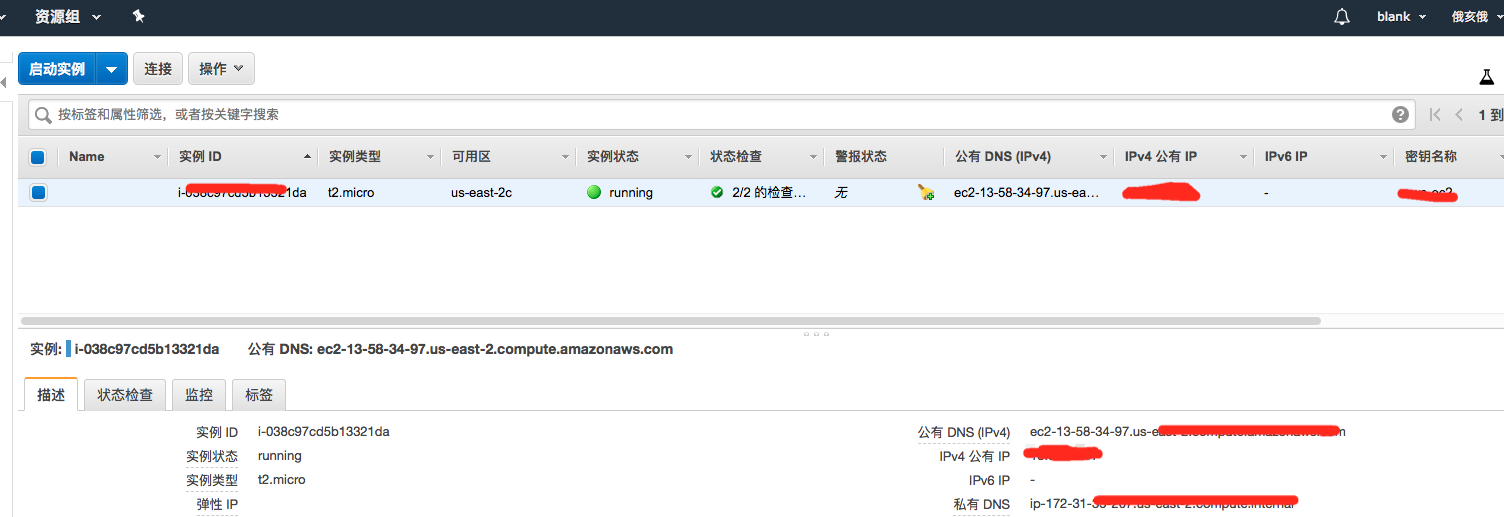 资源组 blank 俄亥俄
启动实例 连接 操作
按标签和属性筛选，或者按关键字搜索 1 到
Name 实例 ID 实例类型 可用区 实例状态 状态检查 警报状态 公有 DNS (IPv4) IPv4 公有 IP IPv6 IP 密钥名称
t2.micro us-east-2c running 2/2 的检查… 无 ec2-13-58-34-97.us-ea… -
实例: i-038c97cd5b13321da 公有 DNS: ec2-13-58-34-97.us-east-2.compute.amazonaws.com
描述 状态检查 监控 标签
实例 ID i-038c97cd5b13321da 公有 DNS (IPv4) ec2-13-58-34-97.us-
实例状态 running IPv4 公有 IP
实例类型 t2.micro IPv6 IP -
弹性 IP 私有 DNS ip-172-31-